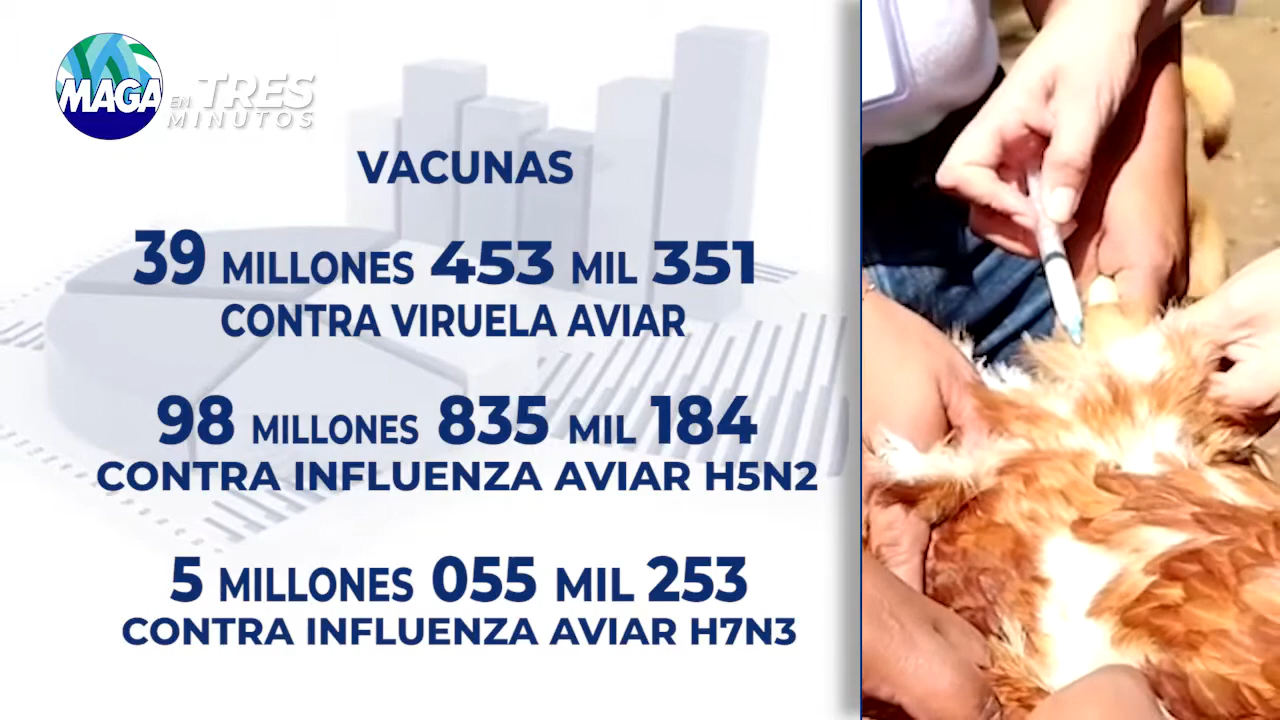 MAGA
EN TRES
MINUTOS
VACUNAS
39 MILLONES 453 MIL 351
CONTRA VIRUELA AVIAR
98 MILLONES 835 MIL 184
CONTRA INFLUENZA AVIAR H5N2
5 MILLONES 055 MIL 253
CONTRA INFLUENZA AVIAR H7N3